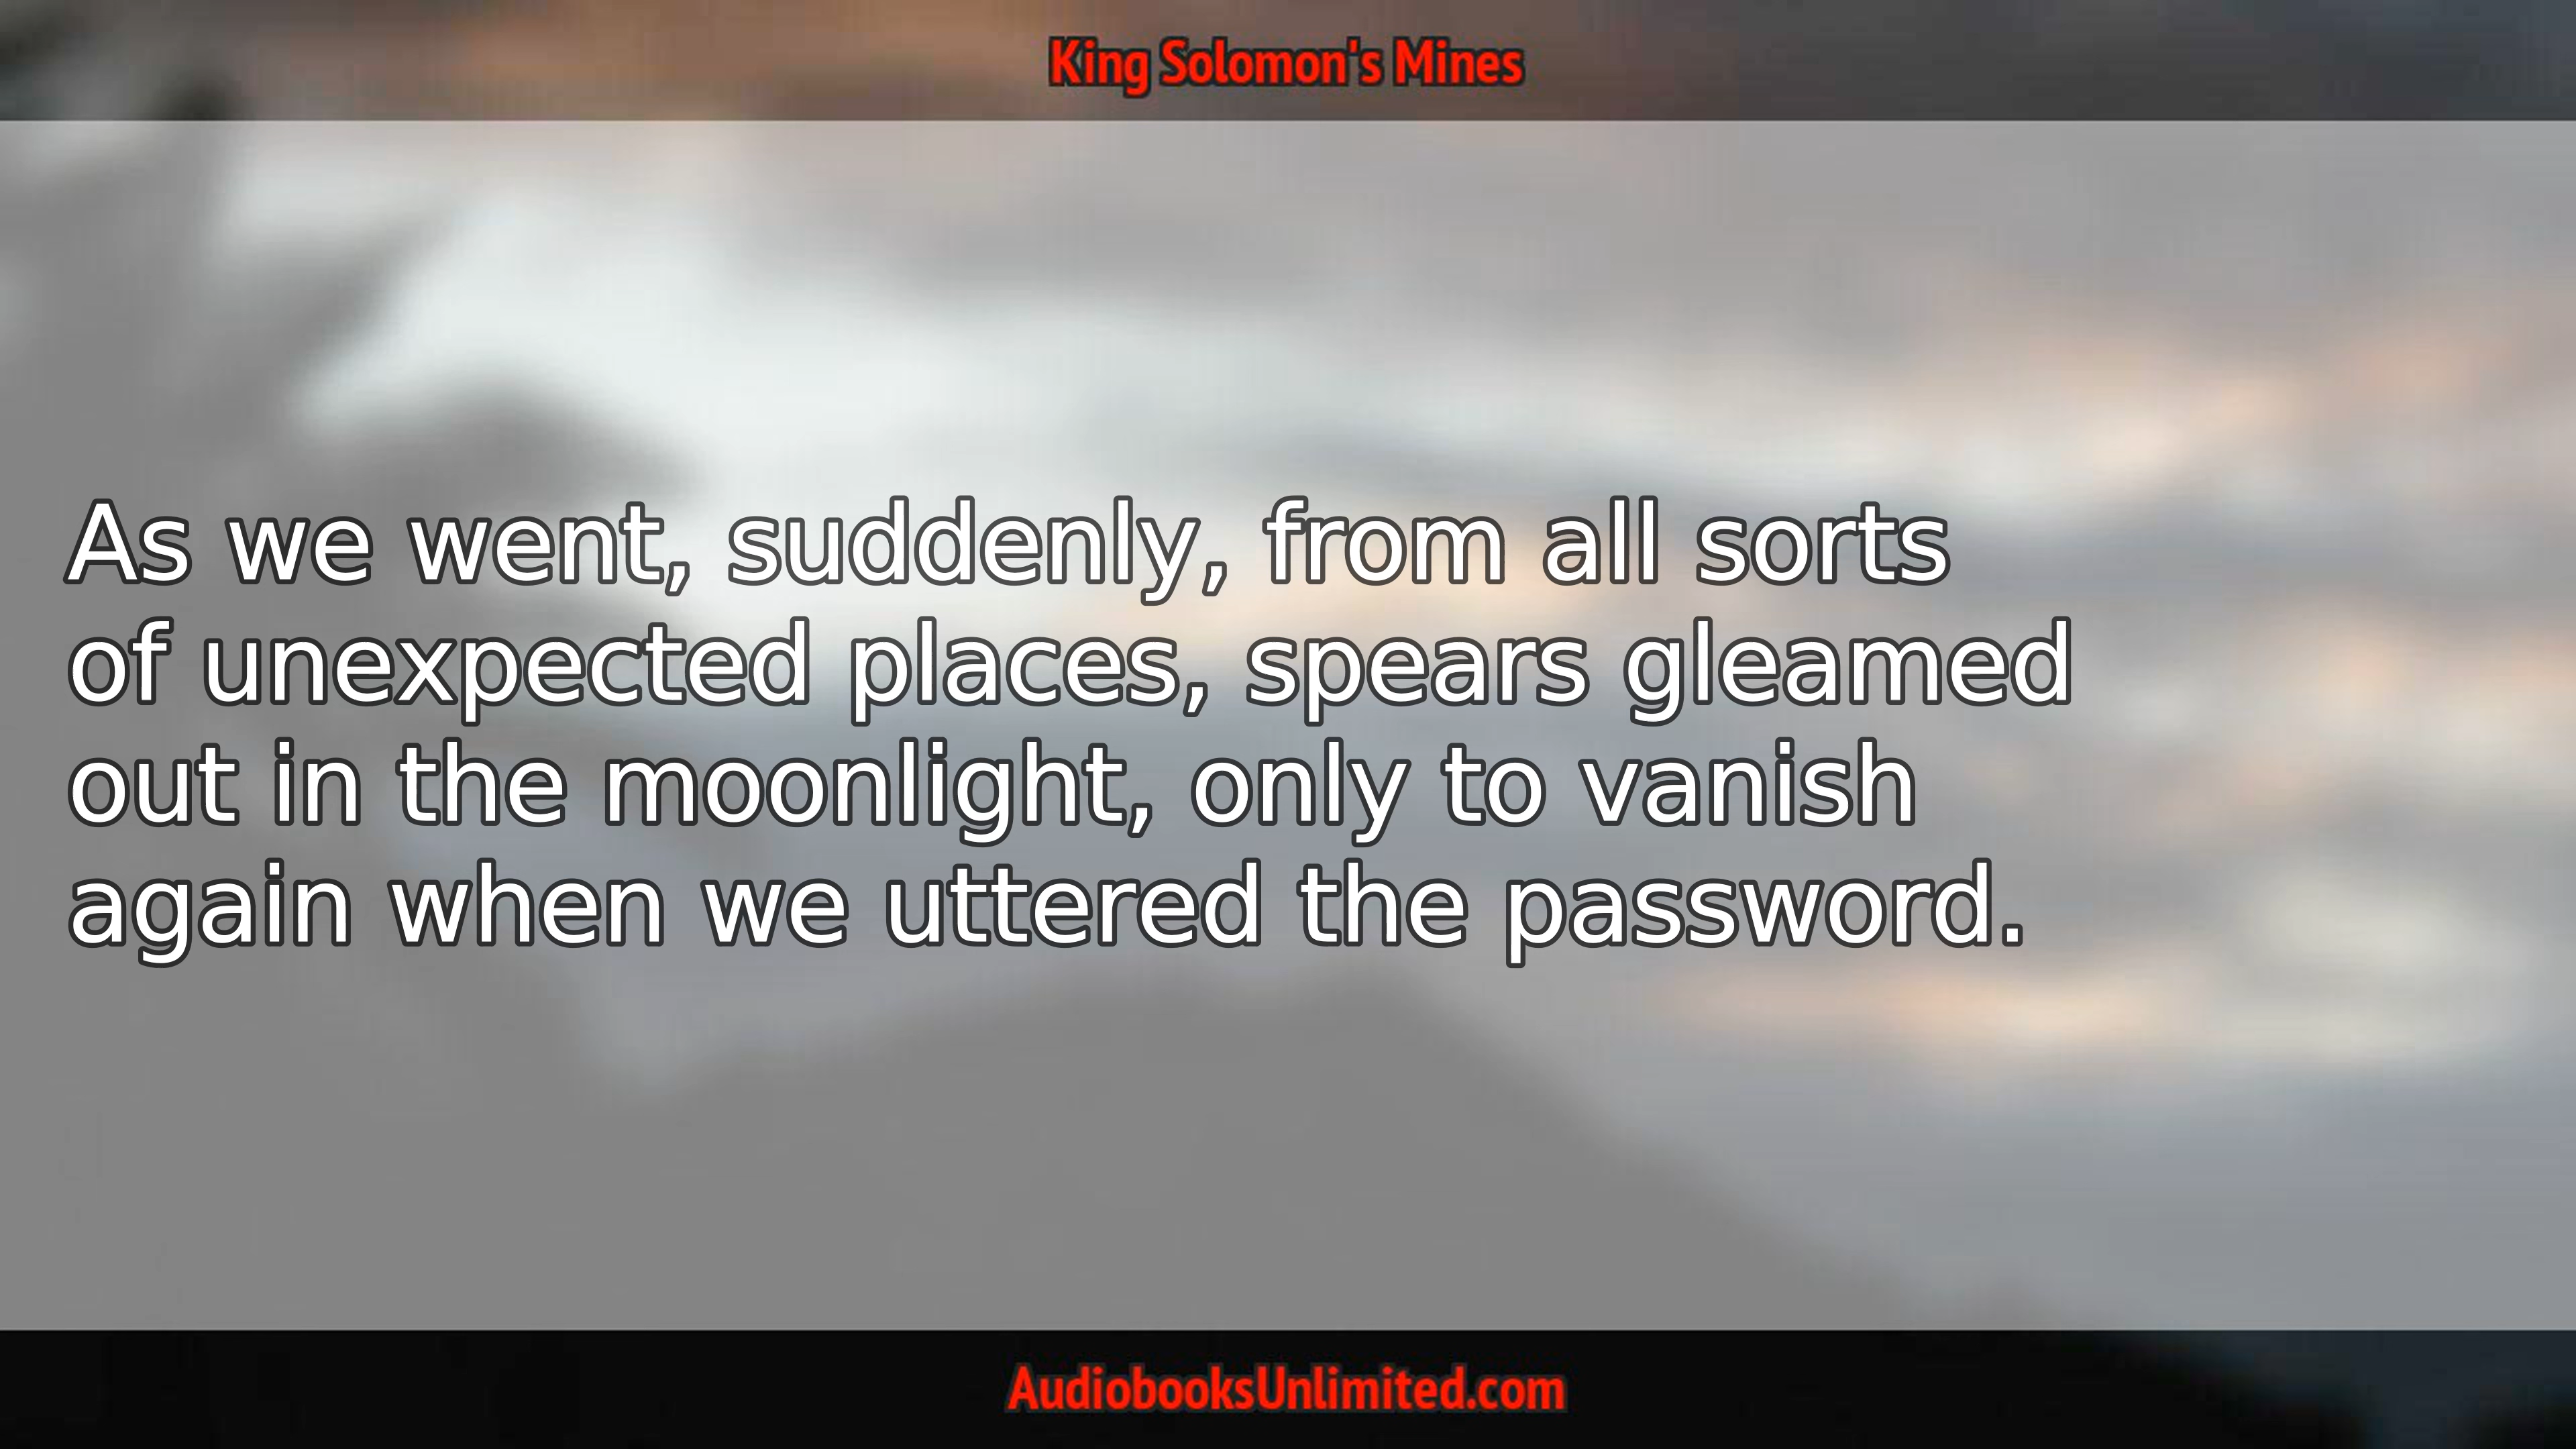 King Solomon's Mines
As we went, suddenly, from all sorts
of unexpected places, spears gleamed
out in the moonlight, only to vanish
again when we uttered the password.
AudiobooksUnlimited.com